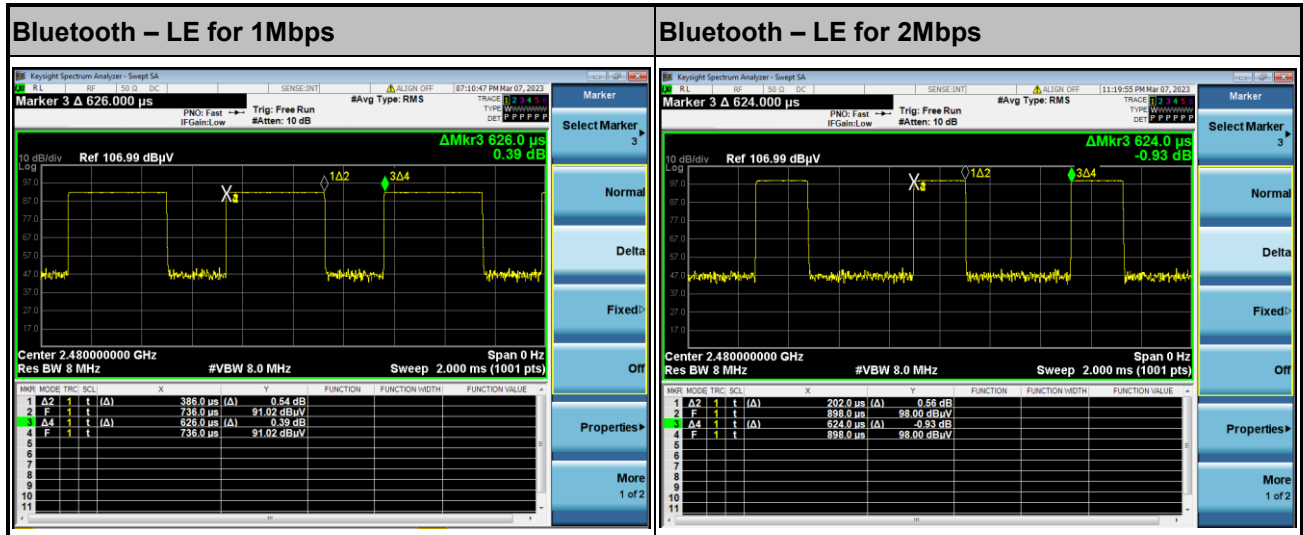 Bluetooth – LE for 1Mbps
Keysight Spectrum Analyzer - Swept SA
RL RF 50 Ω DC SENSE:INT ALIGN OFF 07:10:47 PM Mar 07, 2023
Marker 3 Δ 626.000 µs #Avg Type: RMS TRACE 1 2 3 4 5 6
PNO: Fast Trig: Free Run TYPE WWWWWW
IFGain:Low #Atten: 10 dB DET P P P P P P
ΔMkr3 626.0 µs
10 dB/div Ref 106.99 dBµV 0.39 dB
Log
97.0
87.0
77.0
67.0
57.0
47.0
37.0
27.0
17.0
1Δ2
3Δ4
Center 2.480000000 GHz Span 0 Hz
Res BW 8 MHz #VBW 8.0 MHz Sweep 2.000 ms (1001 pts)
MKR MODE TRC SCL X Y FUNCTION FUNCTION WIDTH FUNCTION VALUE
1 Δ2 1 t (Δ) 386.0 µs (Δ) 0.54 dB
2 F 1 t 736.0 µs 91.02 dBµV
3 Δ4 1 t (Δ) 626.0 µs (Δ) 0.39 dB
4 F 1 t 736.0 µs 91.02 dBµV
5
6
7
8
9
10
11
Marker
Select Marker
3
Normal
Delta
Fixed
Off
Properties
More
1 of 2
Bluetooth – LE for 2Mbps
Keysight Spectrum Analyzer - Swept SA
RL RF 50 Ω DC SENSE:INT ALIGN OFF 11:19:55 PM Mar 07, 2023
Marker 3 Δ 624.000 µs #Avg Type: RMS TRACE 1 2 3 4 5 6
PNO: Fast Trig: Free Run TYPE WWWWWW
IFGain:Low #Atten: 10 dB DET P P P P P P
ΔMkr3 624.0 µs
10 dB/div Ref 106.99 dBµV -0.93 dB
Log
97.0
87.0
77.0
67.0
57.0
47.0
37.0
27.0
17.0
1Δ2
3Δ4
Center 2.480000000 GHz Span 0 Hz
Res BW 8 MHz #VBW 8.0 MHz Sweep 2.000 ms (1001 pts)
MKR MODE TRC SCL X Y FUNCTION FUNCTION WIDTH FUNCTION VALUE
1 Δ2 1 t (Δ) 202.0 µs (Δ) 0.56 dB
2 F 1 t 898.0 µs 98.00 dBµV
3 Δ4 1 t (Δ) 624.0 µs (Δ) -0.93 dB
4 F 1 t 898.0 µs 98.00 dBµV
5
6
7
8
9
10
11
Marker
Select Marker
3
Normal
Delta
Fixed
Off
Properties
More
1 of 2